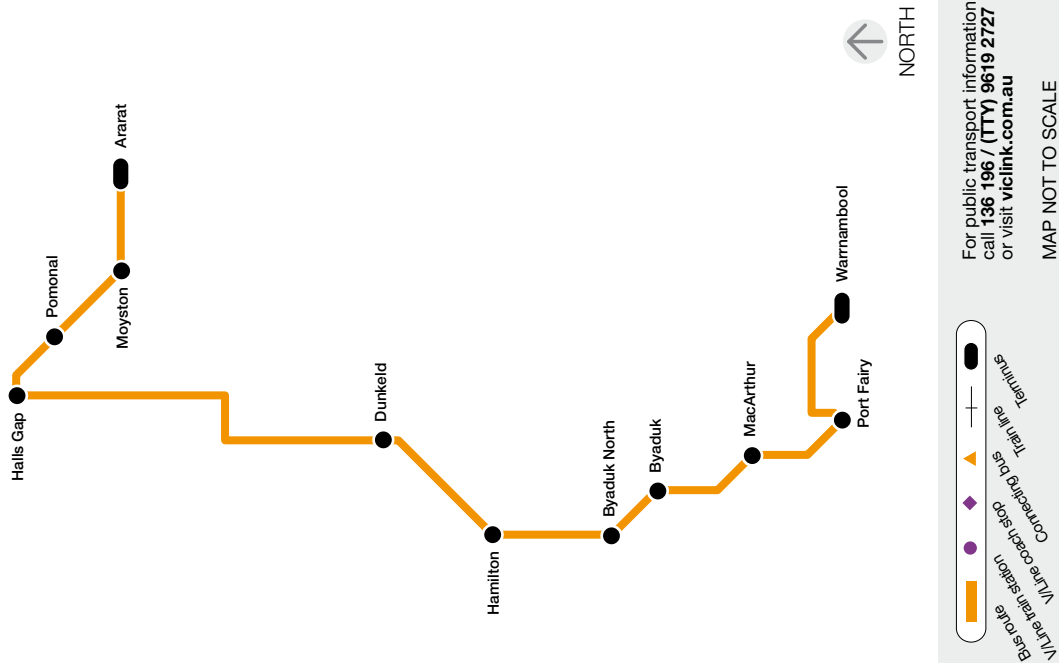 Halls Gap
Pomonal
Moyston
Ararat
Dunkeld
Hamilton
Byaduk North
Byaduk
MacArthur
Port Fairy
Warrnambool
NORTH
Bus route
V/Line train station
V/Line coach stop
Connecting bus
Train line
Terminus
For public transport information
call 136 196 / (TTY) 9619 2727
or visit viclink.com.au
MAP NOT TO SCALE